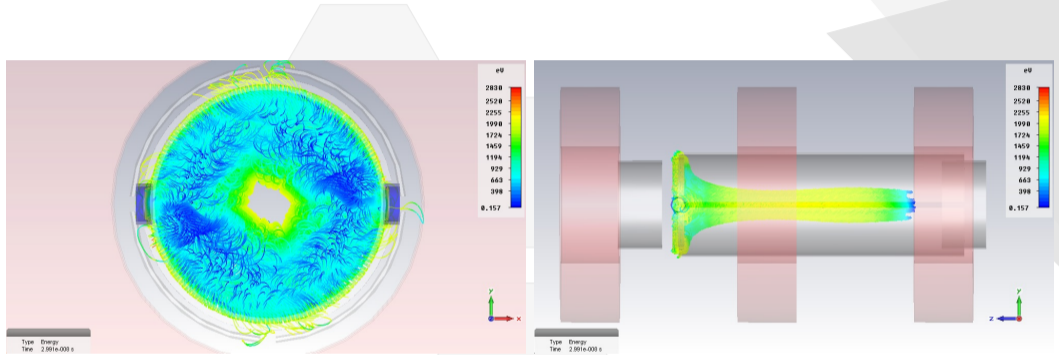 eV
2830
2520
2255
1990
1724
1459
1194
929
663
398
0.157
y
x
Type Energy
Time 2.991e-008 s
eV
2830
2520
2255
1990
1724
1459
1194
929
663
398
0.157
y
z
Type Energy
Time 2.991e-008 s